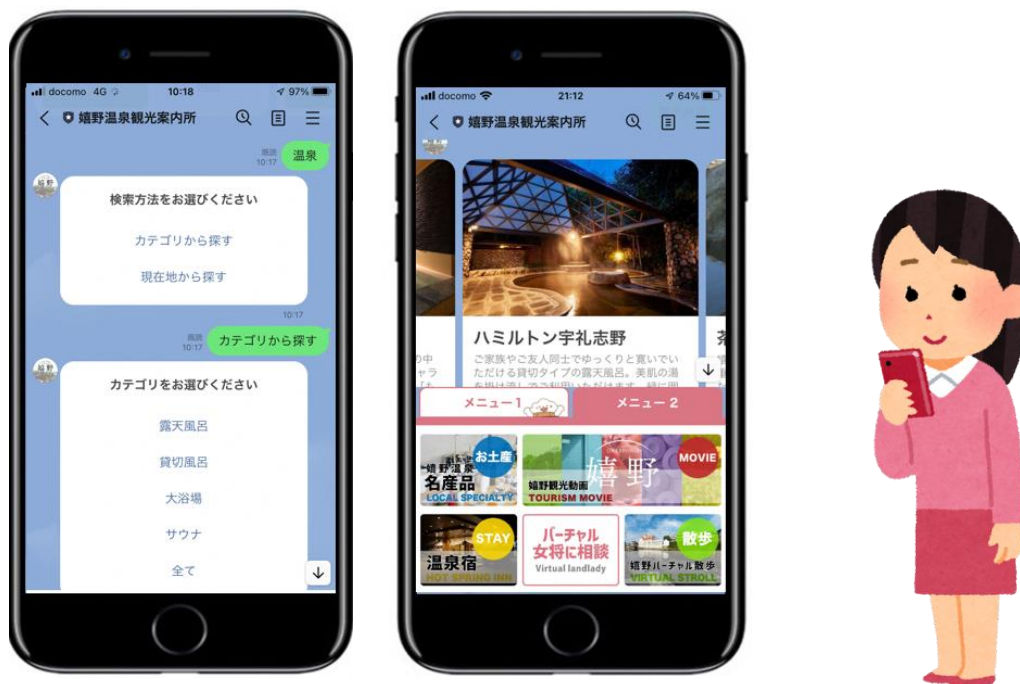 docomo 4G 10:18 97%
嬉野温泉観光案内所
既読
10:17
温泉
検索方法をお選びください
カテゴリから探す
現在地から探す
10:17
既読
10:17
カテゴリから探す
カテゴリをお選びください
露天風呂
貸切風呂
大浴場
サウナ
全て
docomo 21:12 64%
嬉野温泉観光案内所
ハミルトン宇礼志野
ご家族やご友人同士でゆっくりと寛いでい
ただける貸切タイプの露天風呂。美肌の湯
メニュー1
メニュー2
お土産
嬉野温泉
名産品
LOCAL SPECIALTY
嬉野
MOVIE
嬉野観光動画
TOURISM MOVIE
STAY
温泉宿
HOT SPRING INN
バーチャル
女将に相談
Virtual landlady
散歩
嬉野バーチャル散歩
VIRTUAL STROLL